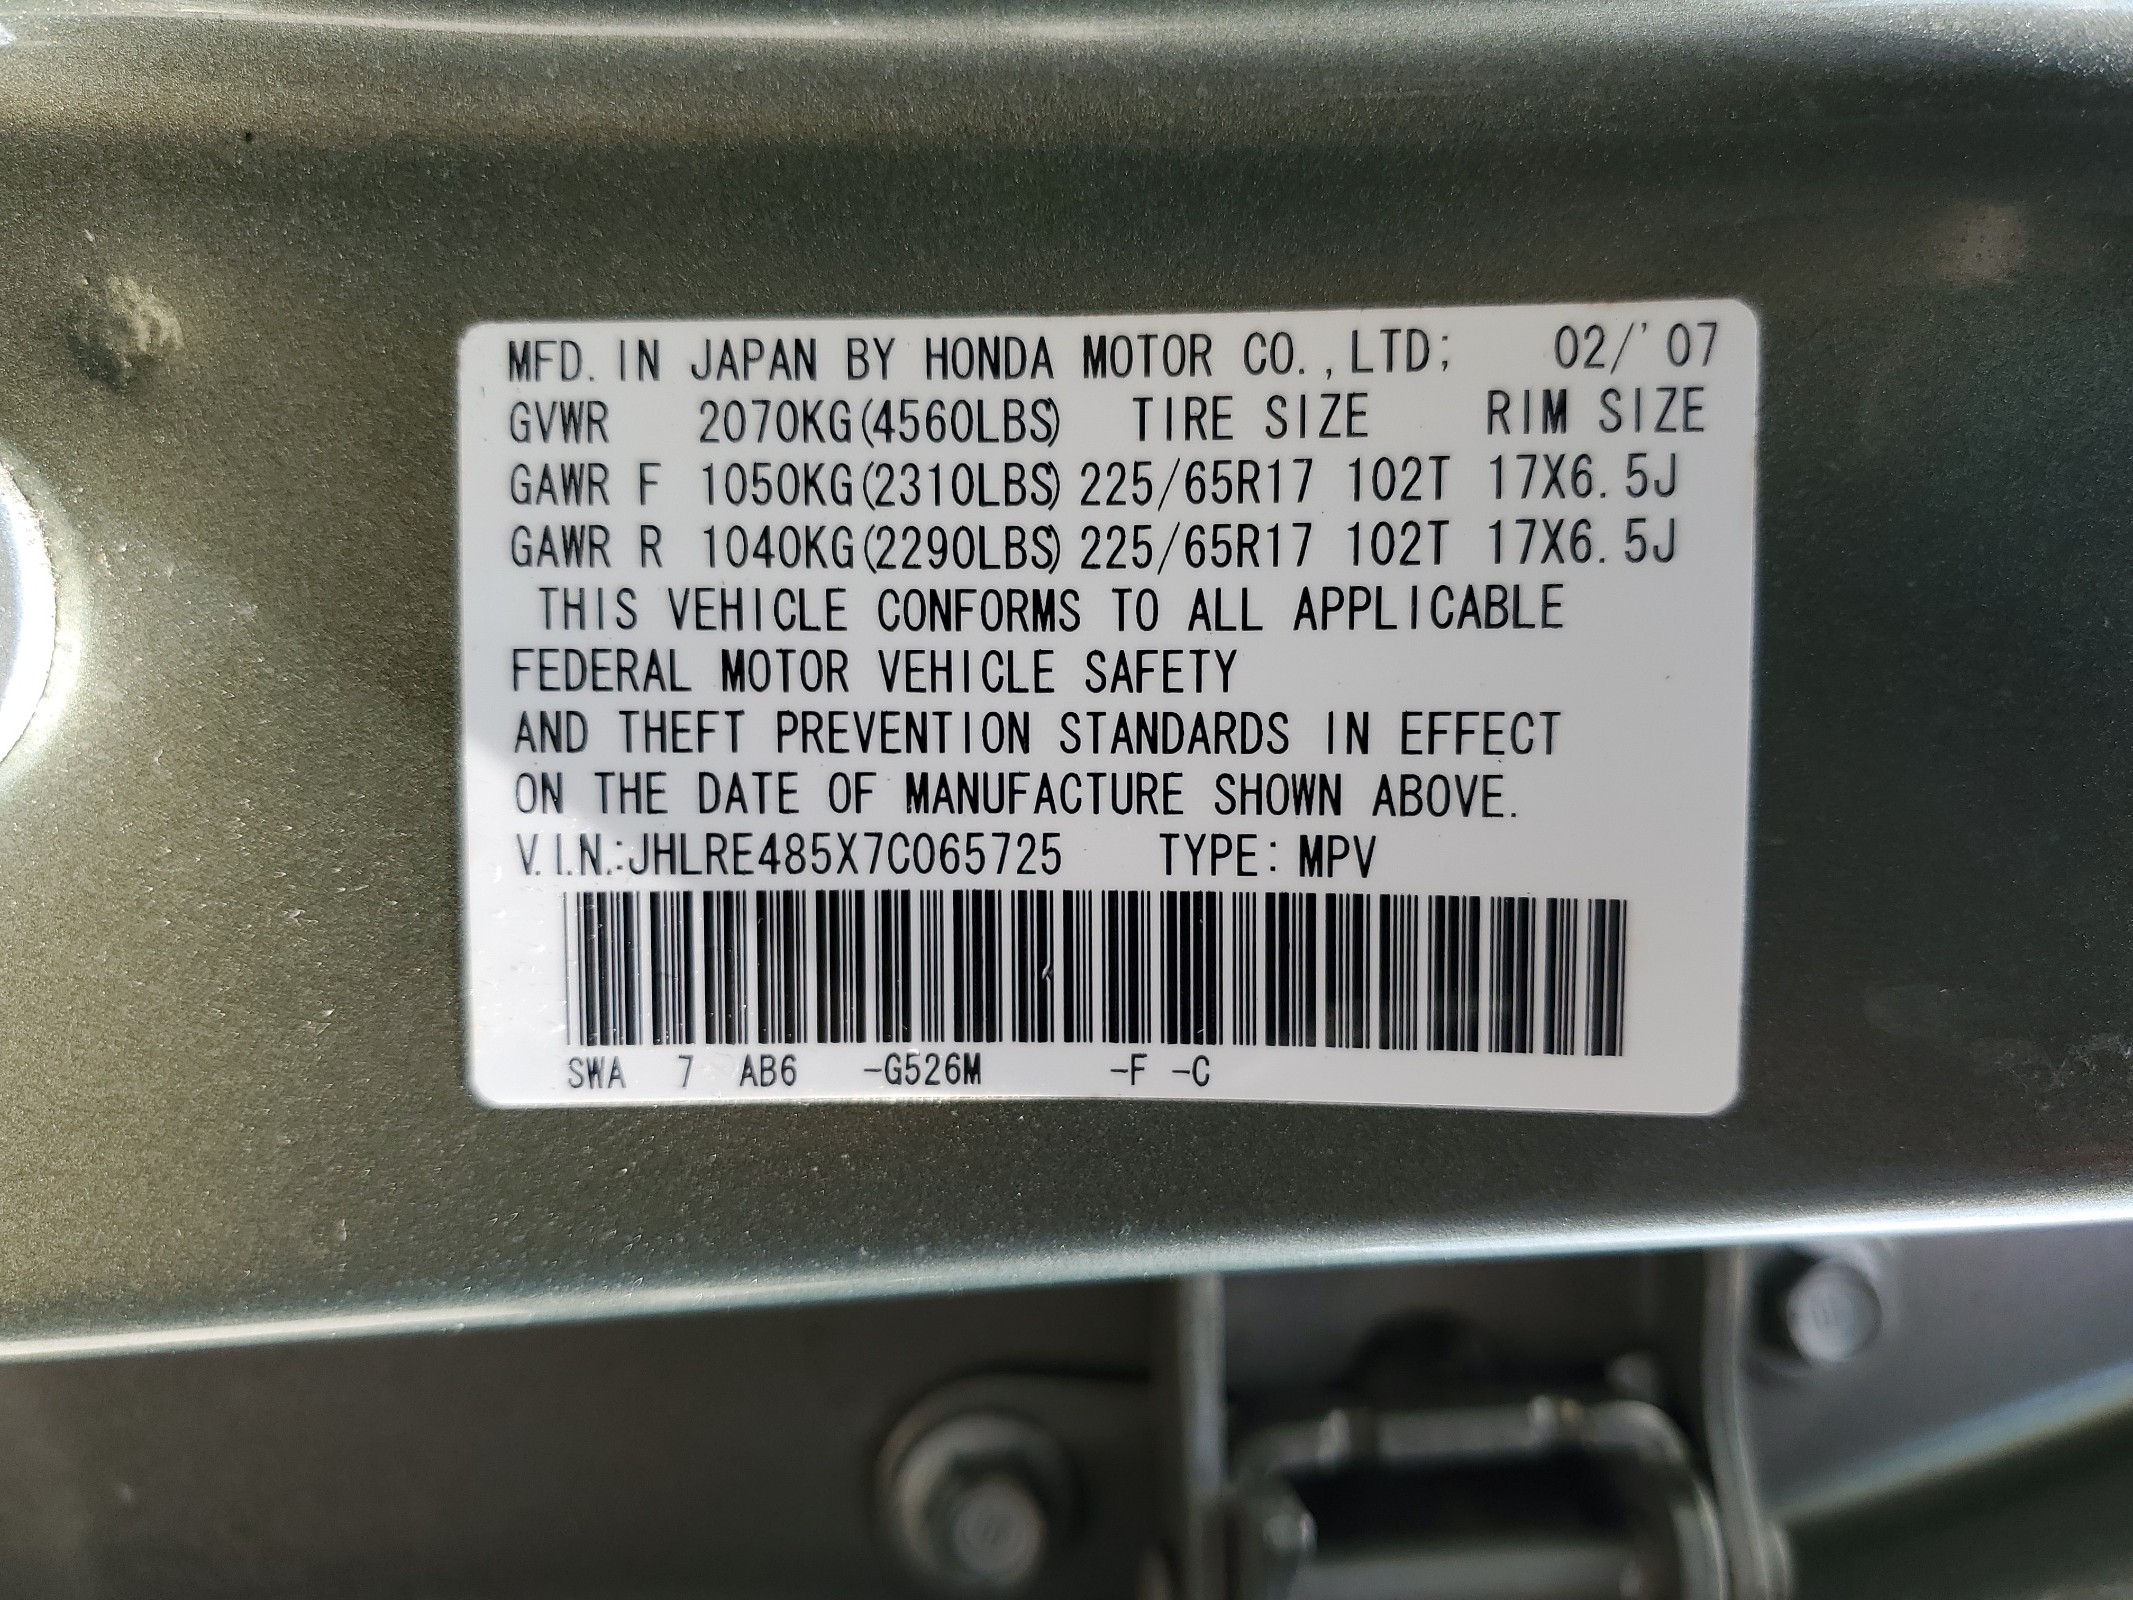 MFD. IN JAPAN BY HONDA MOTOR CO.,LTD; 02/'07
GVWR 2070KG(4560LBS) TIRE SIZE RIM SIZE
GAWR F 1050KG(2310LBS) 225/65R17 102T 17X6.5J
GAWR R 1040KG(2290LBS) 225/65R17 102T 17X6.5J
THIS VEHICLE CONFORMS TO ALL APPLICABLE
FEDERAL MOTOR VEHICLE SAFETY
AND THEFT PREVENTION STANDARDS IN EFFECT
ON THE DATE OF MANUFACTURE SHOWN ABOVE.
V.I.N.:JHLRE485X7C065725 TYPE: MPV
SWA 7 AB6 -G526M -F -C